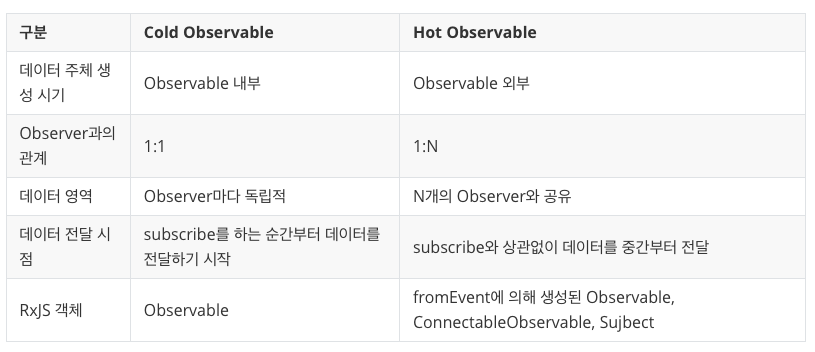 구분 Cold Observable Hot Observable
데이터 주체 생
성 시기 Observable 내부 Observable 외부
Observer과의
관계 1:1 1:N
데이터 영역 Observer마다 독립적 N개의 Observer와 공유
데이터 전달 시
점 subscribe를 하는 순간부터 데이터를
전달하기 시작 subscribe와 상관없이 데이터를 중간부터 전달
RxJS 객체 Observable fromEvent에 의해 생성된 Observable,
ConnectableObservable, Sujbect